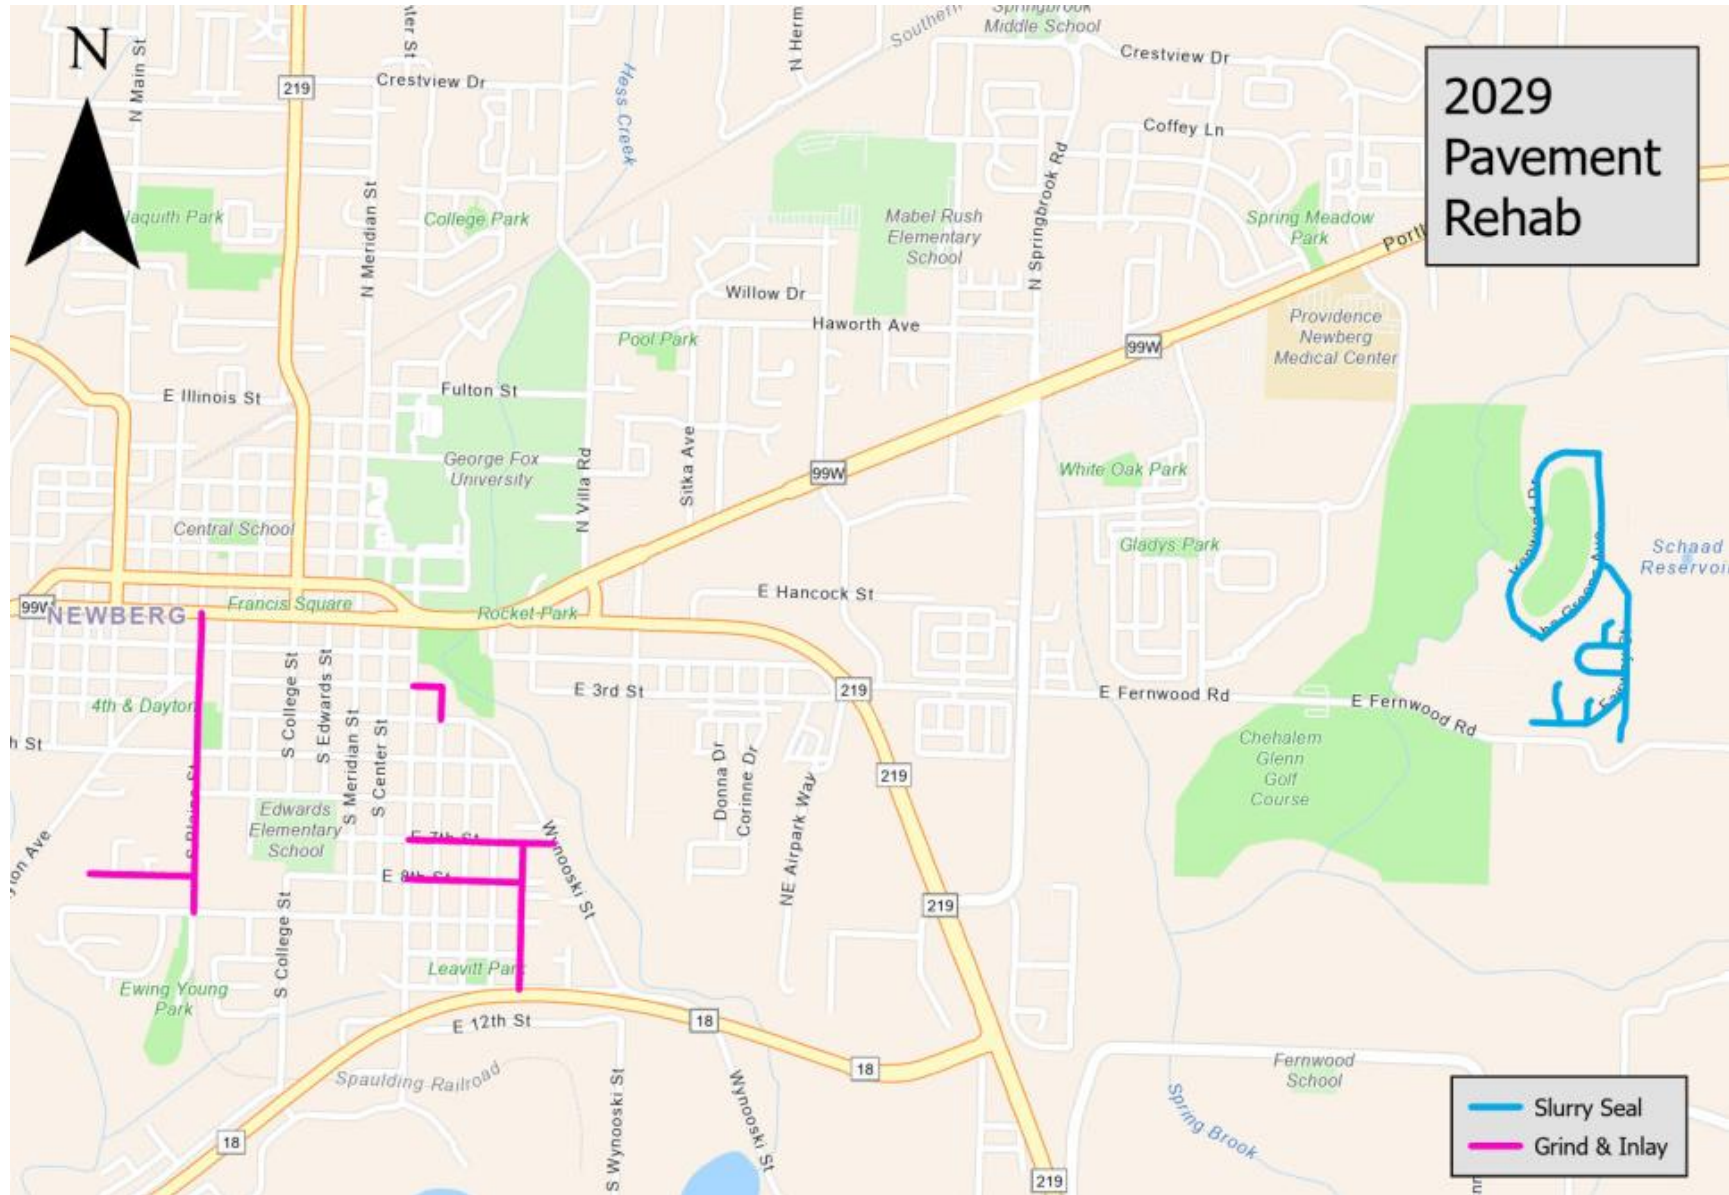 N
2029
Pavement
Rehab
Springbrook
Middle School
Southern
Crestview Dr
Crestview Dr
219
N Main St
Hess Creek
Coffey Ln
N Springbrook Rd
N Meridian St
College Park
Mabel Rush
Elementary
School
Spring Meadow
Park
Willow Dr
Haworth Ave
Pool Park
Providence
Newberg
Medical Center
99W
E Illinois St
Fulton St
George Fox
University
N Villa Rd
Sitka Ave
99W
White Oak Park
Central School
Gladys Park
Schaad
Francis Square
99W
NEWBERG
Rocket Park
E Hancock St
4th & Dayton
S College St
S Edwards St
S Meridian St
S Center St
E 3rd St
219
E Fernwood Rd
E Fernwood Rd
Donna Dr
Corinne Dr
NE Airpark Way
219
Chehalem
Glenn
Golf
Course
Edwards
Elementary
School
E 7th St
E 8th St
Wynooski St
219
S College St
Leavitt Park
Ewing Young
Park
E 12th St
18
18
Spaulding Railroad
18
S Wynooski St
Wynooski St
Fernwood
School
Spring Brook
219
Slurry Seal
Grind & Inlay